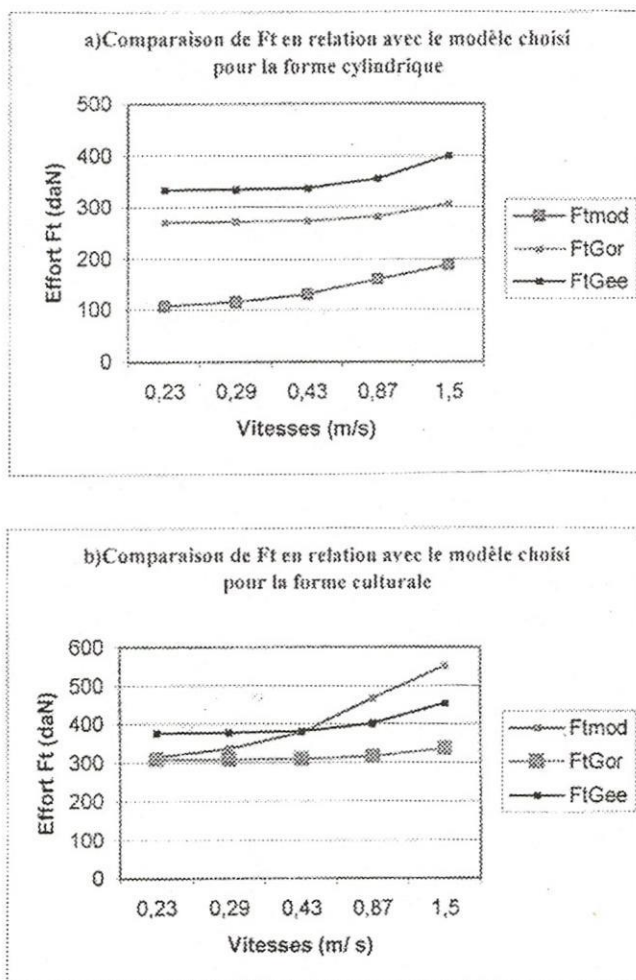 a)Comparaison de Ft en relation avec le modèle choisi
pour la forme cylindrique
Effort Ft (daN)
500
400
300
200
100
0
0,23 0,29 0,43 0,87 1,5
Vitesses (m/s)
Ftmod
FtGor
FtGee
b)Comparaison de Ft en relation avec le modèle choisi
pour la forme culturale
Effort Ft (daN)
600
500
400
300
200
100
0
0,23 0,29 0,43 0,87 1,5
Vitesses (m/ s)
Ftmod
FtGor
FtGee